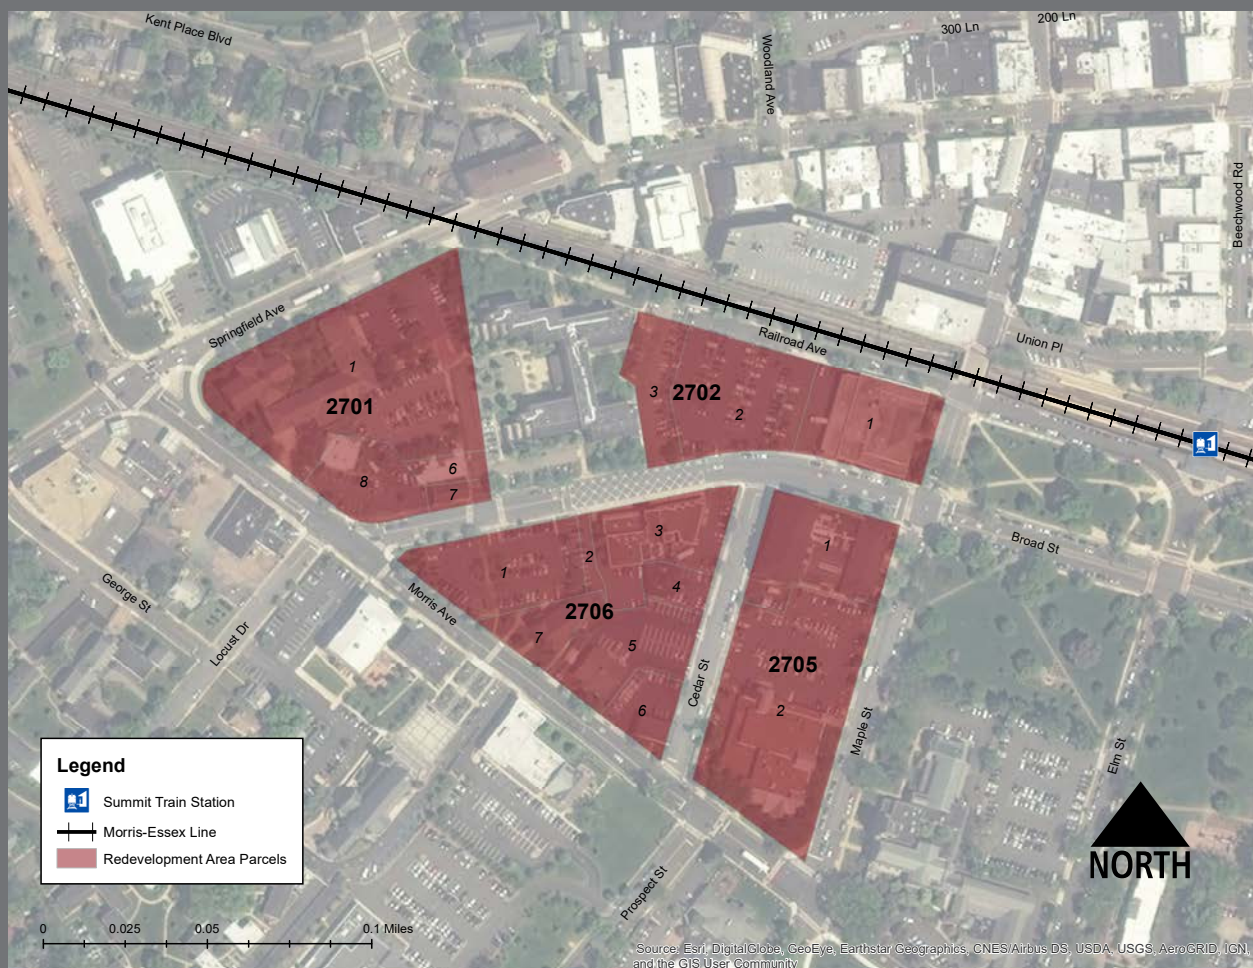 Kent Place Blvd
Woodland Ave
300 Ln
200 Ln
Beechwood Rd
Springfield Ave
Railroad Ave
Union Pl
1
2701
6
8
7
3
2702
2
1
Broad St
1
2
3
4
2706
7
5
6
Morris Ave
George St
Locust Dr
Cedar St
1
2705
2
Maple St
Elm St
Prospect St
NORTH
Legend
Summit Train Station
Morris-Essex Line
Redevelopment Area Parcels
0 0.025 0.05 0.1 Miles
Source: Esri, DigitalGlobe, GeoEye, Earthstar Geographics, CNES/Airbus DS, USDA, USGS, AeroGRID, IGN,
and the GIS User Community